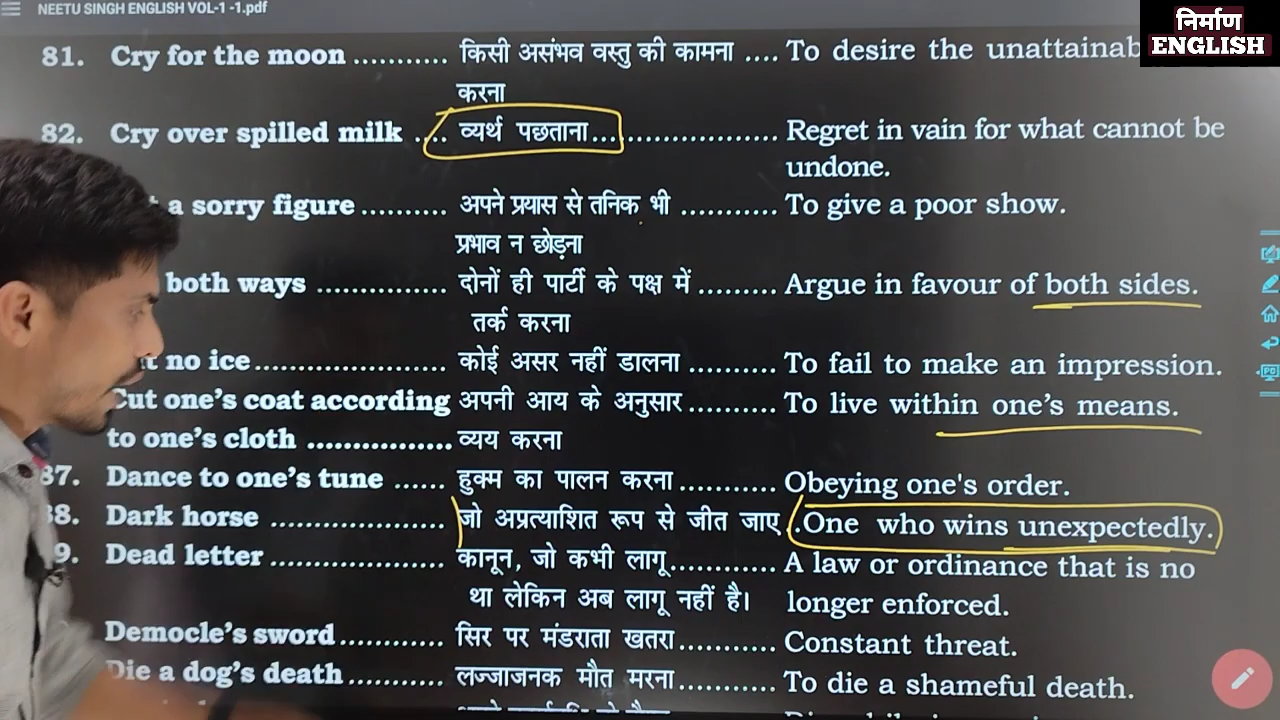 NEETU SINGH ENGLISH VOL-1 -1.pdf
निर्माण
ENGLISH
81. Cry for the moon ........... किसी असंभव वस्तु की कामना .... To desire the
करना
82. Cry over spilled milk .... व्यर्थ पछताना...................... Regret in vain for what cannot be
undone.
a sorry figure.......... अपने प्रयास से तनिक भी ........... To give a poor show.
प्रभाव न छोड़ना
both ways ............... दोनों ही पार्टी के पक्ष में ......... Argue in favour of both sides.
तर्क करना
no ice...................... कोई असर नहीं डालना .......... To fail to make an impression.
Cut one's coat according अपनी आय के अनुसार .......... To live within one's means.
to one's cloth ................ व्यय करना
87. Dance to one's tune ...... हुक्म का पालन करना ........... Obeying one's order.
88. Dark horse .................... जो अप्रत्याशित रूप से जीत जाए .One who wins unexpectedly.
9. Dead letter .................... कानून, जो कभी लागू............ A law or ordinance that is no
था लेकिन अब लागू नहीं है। longer enforced.
Democle's sword............ सिर पर मंडराता खतरा........... Constant threat.
Die a dog's death ........... लज्जाजनक मौत मरना........... To die a shameful death.